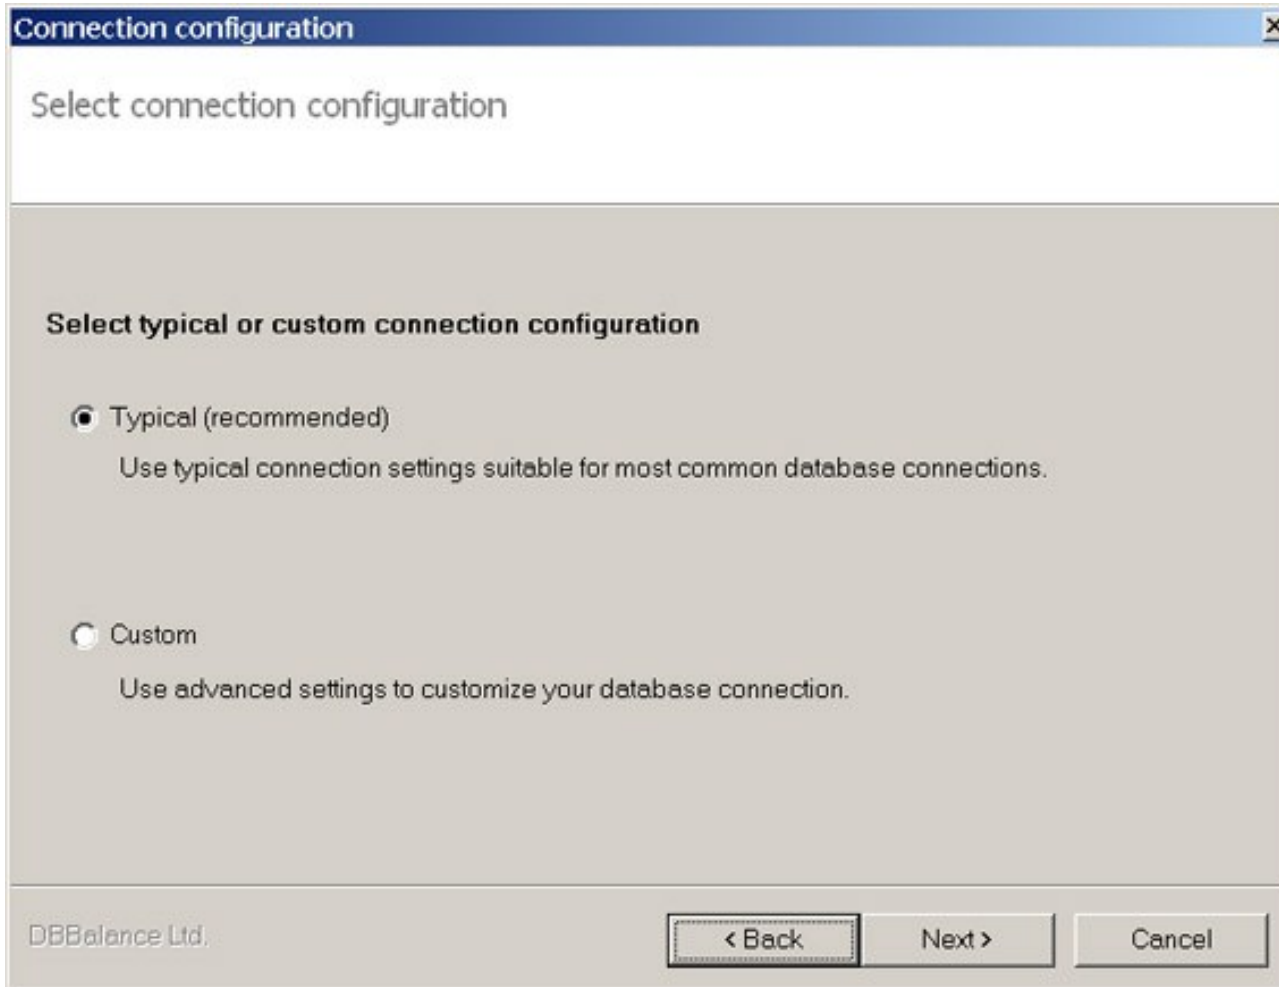 Connection configuration
Select connection configuration
Select typical or custom connection configuration
Typical (recommended)
Use typical connection settings suitable for most common database connections.
Custom
Use advanced settings to customize your database connection.
DBBalance Ltd.
< Back
Next >
Cancel